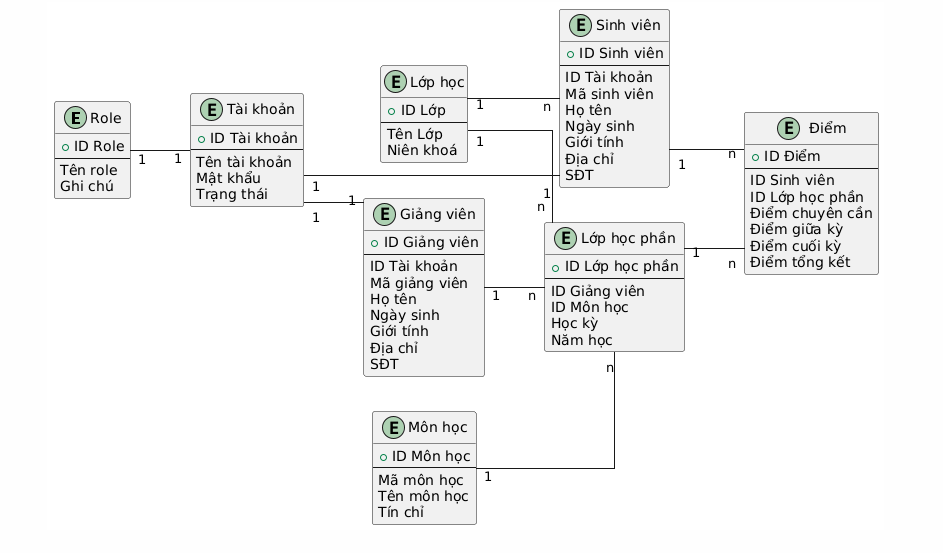 E Role
ID Role
Tên role
Ghi chú
1
1
E Tài khoản
ID Tài khoản
Tên tài khoản
Mật khẩu
Trạng thái
1
1
1
1
E Lớp học
ID Lớp
Tên Lớp
Niên khoá
1
n
1
n
E Sinh viên
ID Sinh viên
ID Tài khoản
Mã sinh viên
Họ tên
Ngày sinh
Giới tính
Địa chỉ
SĐT
1
n
E Giảng viên
ID Giảng viên
ID Tài khoản
Mã giảng viên
Họ tên
Ngày sinh
Giới tính
Địa chỉ
SĐT
1
n
E Lớp học phần
ID Lớp học phần
ID Giảng viên
ID Môn học
Học kỳ
Năm học
1
n
n
E Điểm
ID Điểm
ID Sinh viên
ID Lớp học phần
Điểm chuyên cần
Điểm giữa kỳ
Điểm cuối kỳ
Điểm tổng kết
E Môn học
ID Môn học
Mã môn học
Tên môn học
Tín chỉ
1